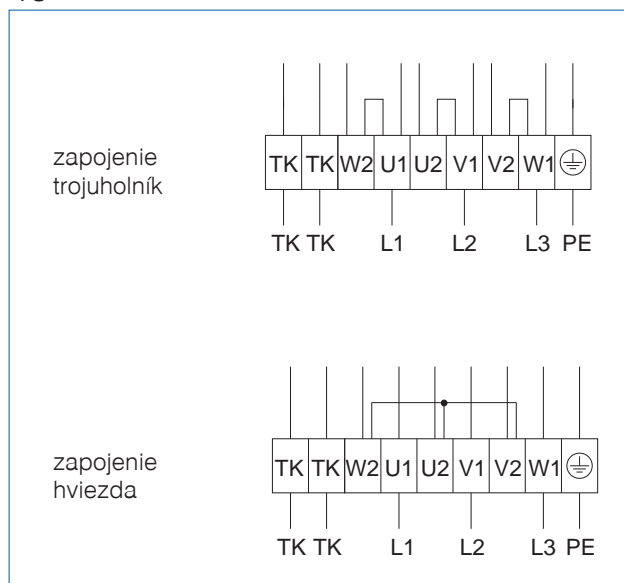 zapojenie
trojuholník
TK TK W2 U1 U2 V1 V2 W1
TK TK L1 L2 L3 PE
zapojenie
hviezda
TK TK W2 U1 U2 V1 V2 W1
TK TK L1 L2 L3 PE